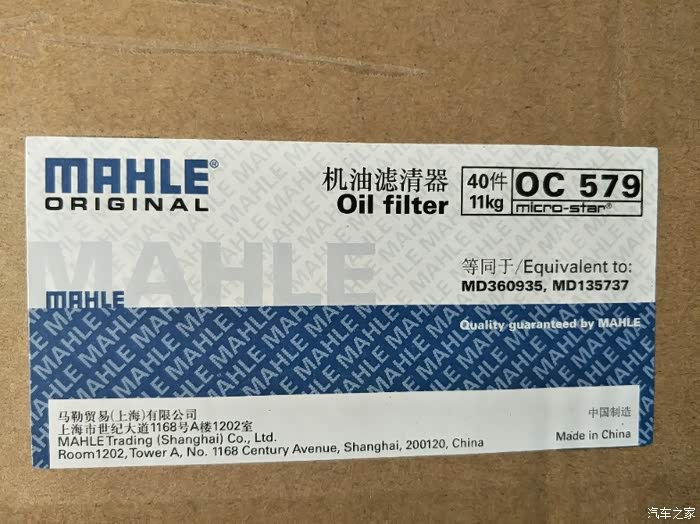 MAHLE®
ORIGINAL
机油滤清器
Oil filter
40件
11kg
OC 579
micro-star®
MAHLE
等同于/Equivalent to:
MD360935, MD135737
MAHLE
Quality guaranteed by MAHLE
马勒贸易(上海)有限公司
上海市世纪大道1168号A楼1202室
MAHLE Trading (Shanghai) Co., Ltd.
Room1202, Tower A, No. 1168 Century Avenue, Shanghai, 200120, China
中国制造
Made in China
汽车之家